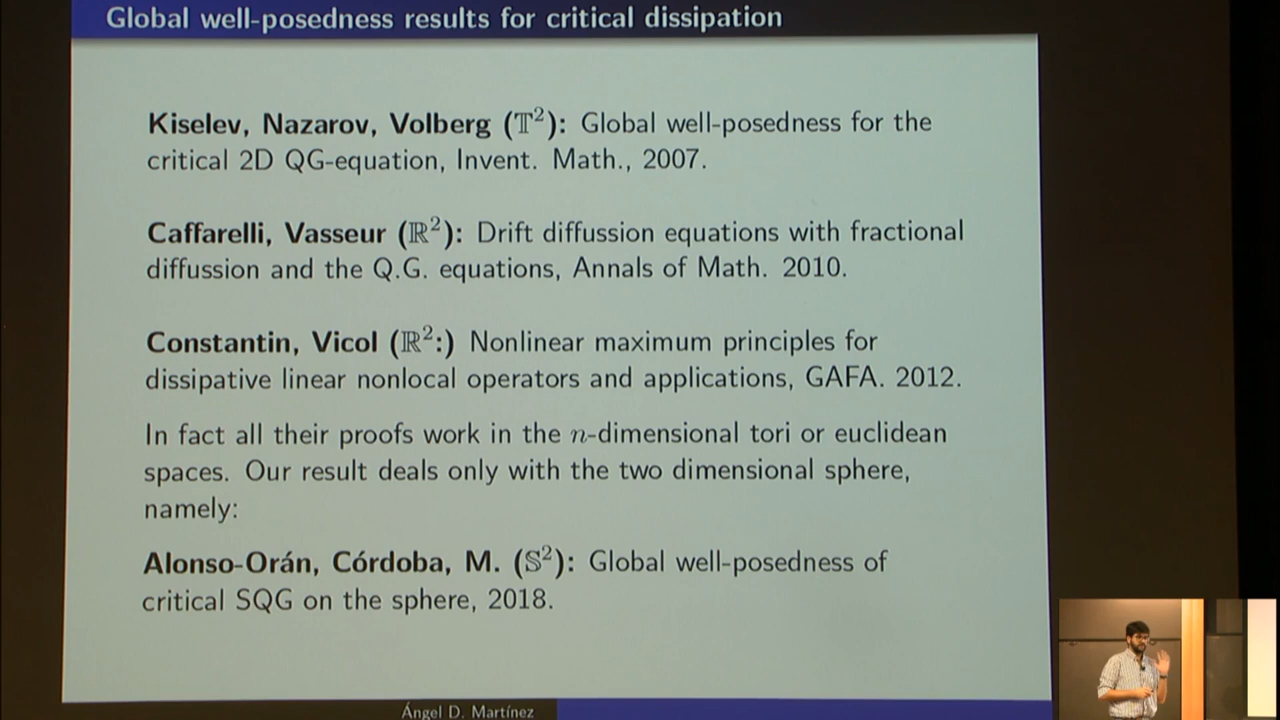 Global well-posedness results for critical dissipation
Kiselev, Nazarov, Volberg (𝕋²): Global well-posedness for the
critical 2D QG-equation, Invent. Math., 2007.
Caffarelli, Vasseur (ℝ²): Drift diffussion equations with fractional
diffussion and the Q.G. equations, Annals of Math. 2010.
Constantin, Vicol (ℝ²:) Nonlinear maximum principles for
dissipative linear nonlocal operators and applications, GAFA. 2012.
In fact all their proofs work in the n-dimensional tori or euclidean
spaces. Our result deals only with the two dimensional sphere,
namely:
Alonso-Orán, Córdoba, M. (𝕊²): Global well-posedness of
critical SQG on the sphere, 2018.
Ángel D. Martínez